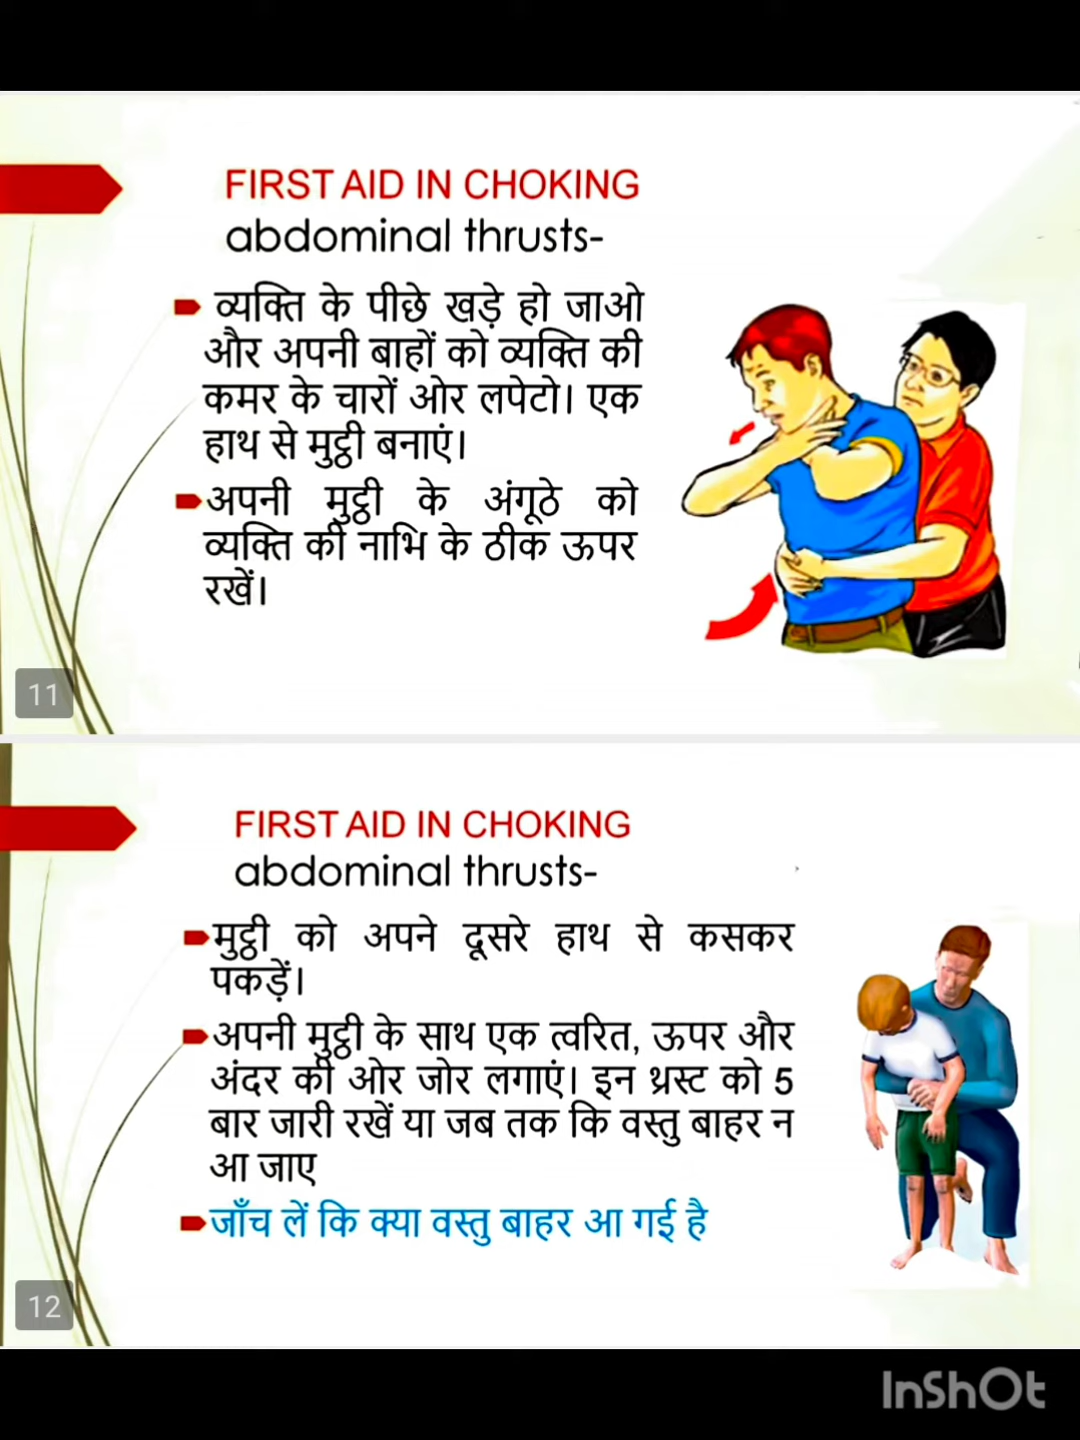 FIRST AID IN CHOKING
abdominal thrusts-
व्यक्ति के पीछे खड़े हो जाओ
और अपनी बाहों को व्यक्ति की
कमर के चारों ओर लपेटो। एक
हाथ से मुट्ठी बनाएं।
अपनी मुट्ठी के अंगूठे को
व्यक्ति की नाभि के ठीक ऊपर
रखें।
11
FIRST AID IN CHOKING
abdominal thrusts-
मुट्ठी को अपने दूसरे हाथ से कसकर
पकड़ें।
अपनी मुट्ठी के साथ एक त्वरित, ऊपर और
अंदर की ओर जोर लगाएं। इन थ्रस्ट को 5
बार जारी रखें या जब तक कि वस्तु बाहर न
आ जाए
जाँच लें कि क्या वस्तु बाहर आ गई है
12
InShOt